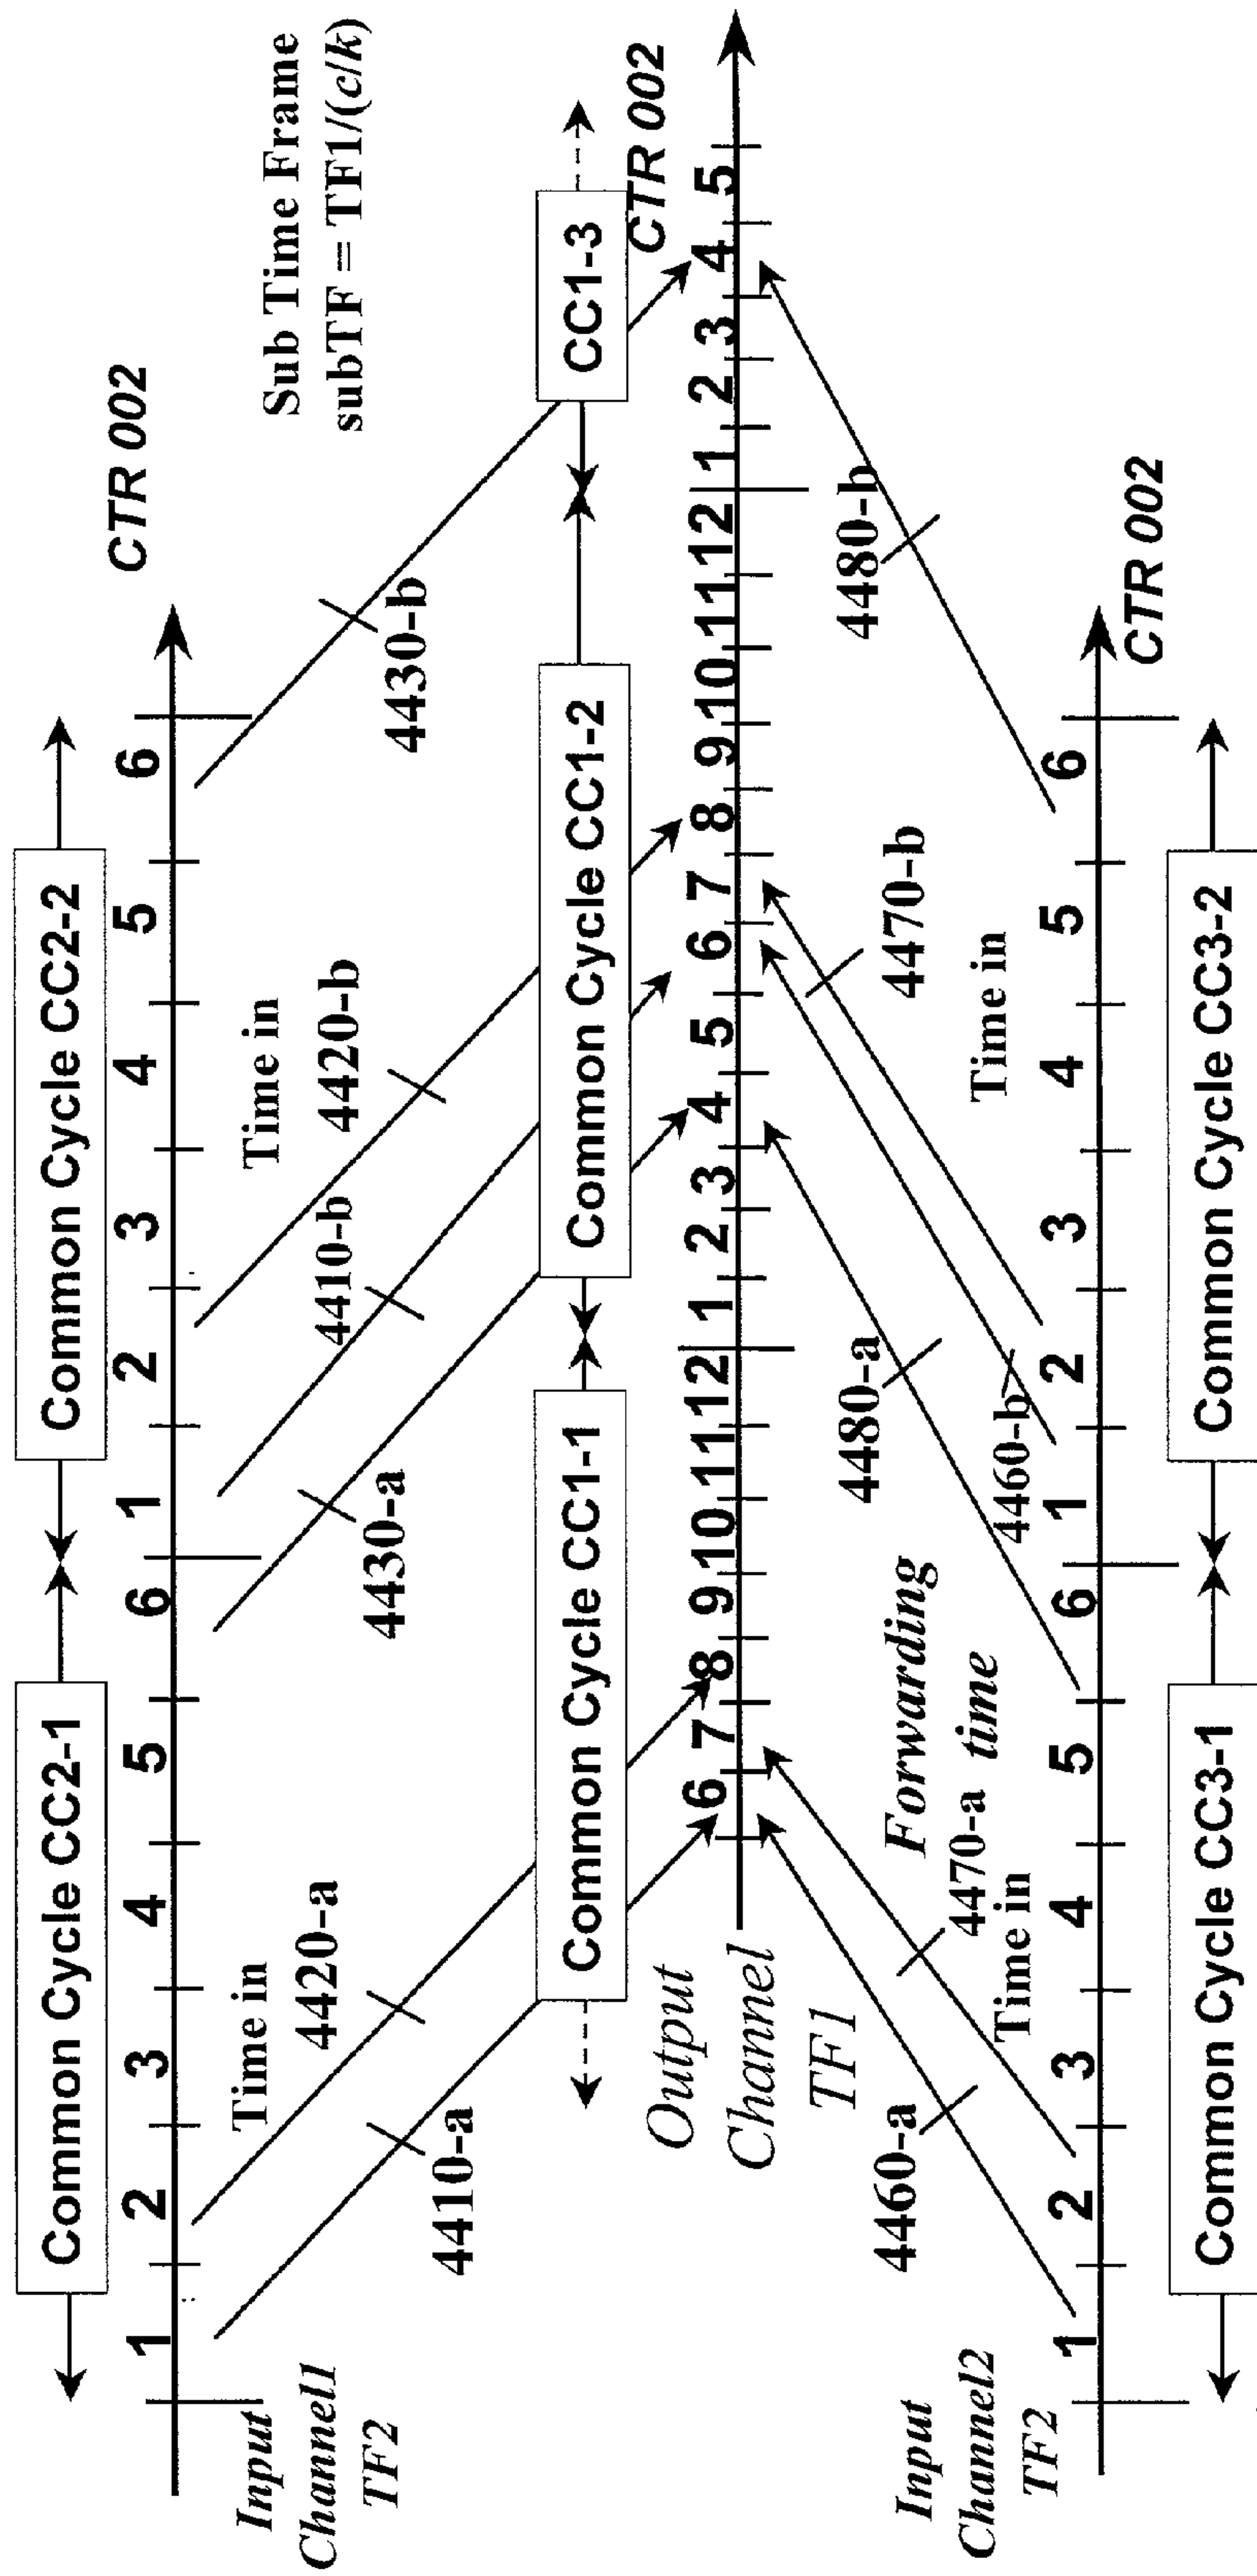 Common Cycle CC2-1
Common Cycle CC2-2
1 2 3 4 5 6 1 2 3 4 5 6
CTR 002
Input
Channel1
TF2
Time in
4420-a
4410-a
4430-a
4410-b
Time in
4420-b
4430-b
Sub Time Frame
subTF = TF1/(c/k)
Common Cycle CC1-1
Common Cycle CC1-2
CC1-3
CTR 002
Output
Channel
TF1
6 7 8 9 10 11 12 1 2 3 4 5 6 7 8 9 10 11 12 1 2 3 4 5
4460-a
Forwarding
time
4470-a
Time in
4480-a
4460-b
4470-b
Time in
4480-b
Input
Channel2
TF2
1 2 3 4 5 6 1 2 3 4 5 6
CTR 002
Common Cycle CC3-1
Common Cycle CC3-2